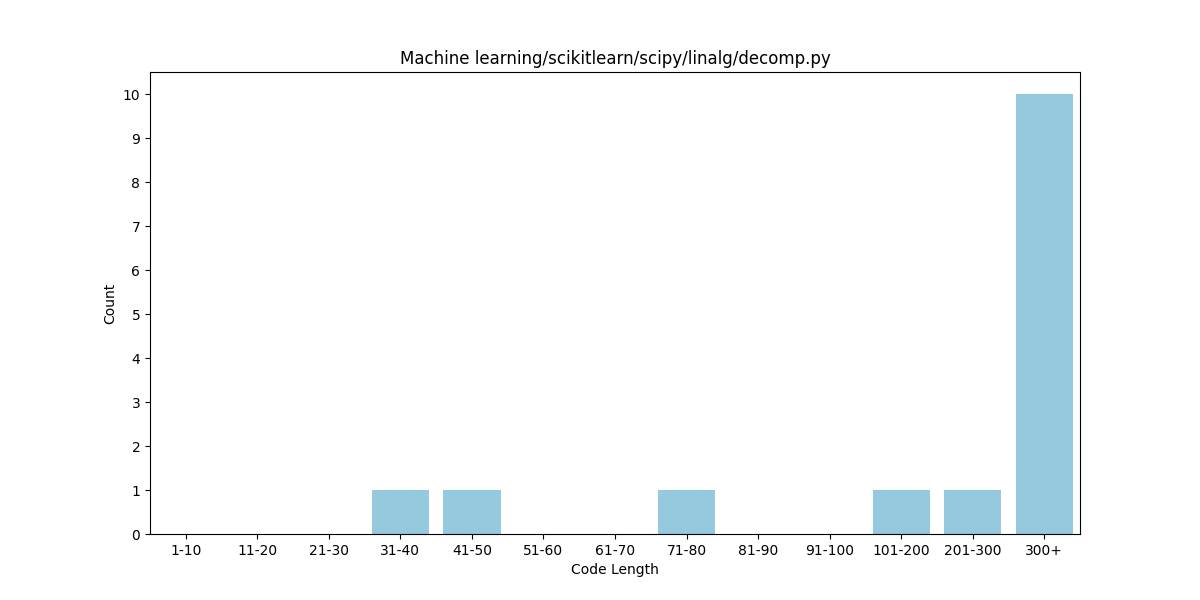 Machine learning/scikitlearn/scipy/linalg/decomp.py
10
9
8
7
6
5
4
3
2
1
0
Count
1-10 11-20 21-30 31-40 41-50 51-60 61-70 71-80 81-90 91-100 101-200 201-300 300+
Code Length